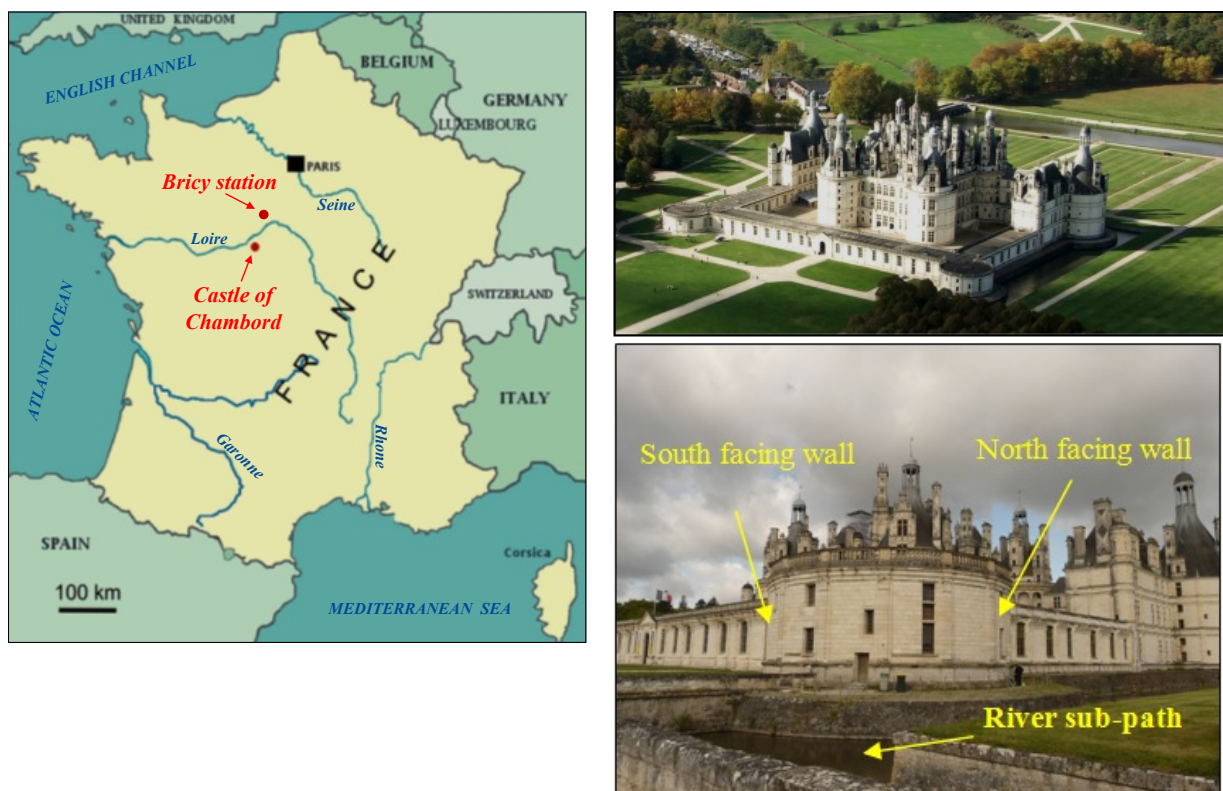 UNITED KINGDOM
ENGLISH CHANNEL
BELGIUM
GERMANY
LUXEMBOURG
PARIS
Bricy station
Seine
Loire
Castle of
Chambord
FRANCE
SWITZERLAND
ATLANTIC OCEAN
ITALY
Garonne
Rhone
SPAIN
Corsica
100 km
MEDITERRANEAN SEA
South facing wall
North facing wall
River sub-path